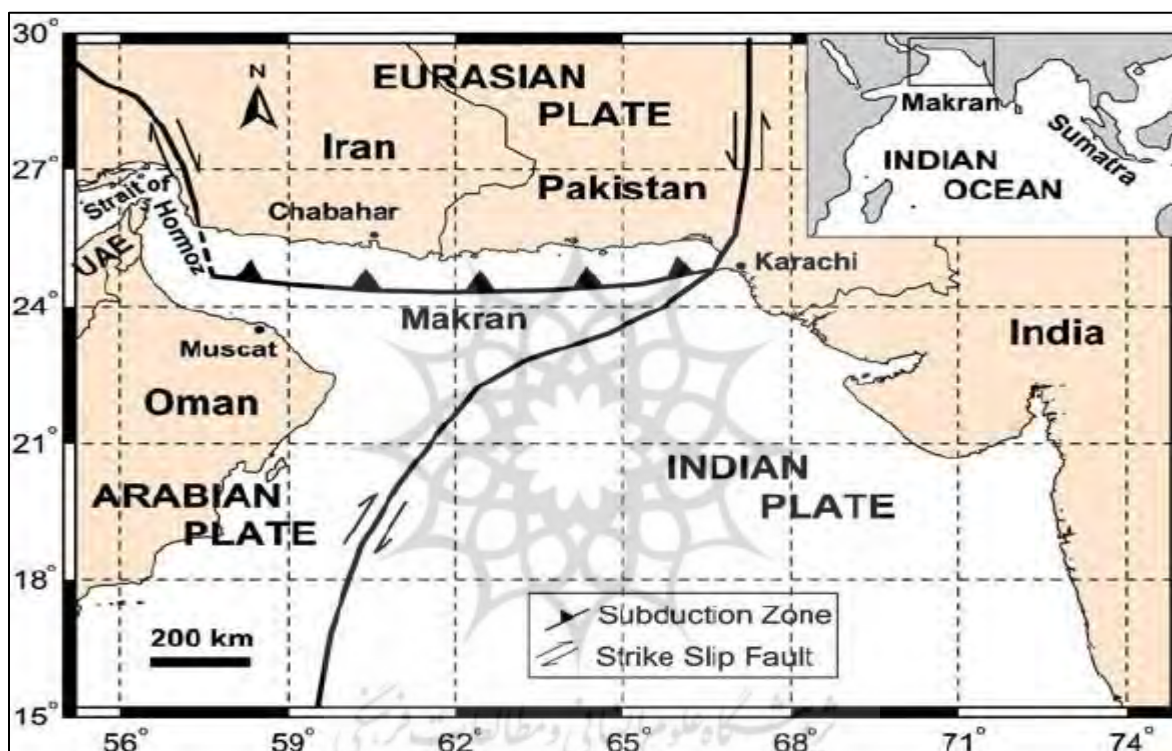 30°
27°
24°
21°
18°
15°
56°
59°
62°
65°
68°
71°
74°
N
EURASIAN
PLATE
Iran
Pakistan
Strait of
Hormoz
Chabahar
UAE
Karachi
Makran
Muscat
Oman
India
ARABIAN
PLATE
INDIAN
PLATE
200 km
Subduction Zone
Strike Slip Fault
Makran
Sumatra
INDIAN
OCEAN